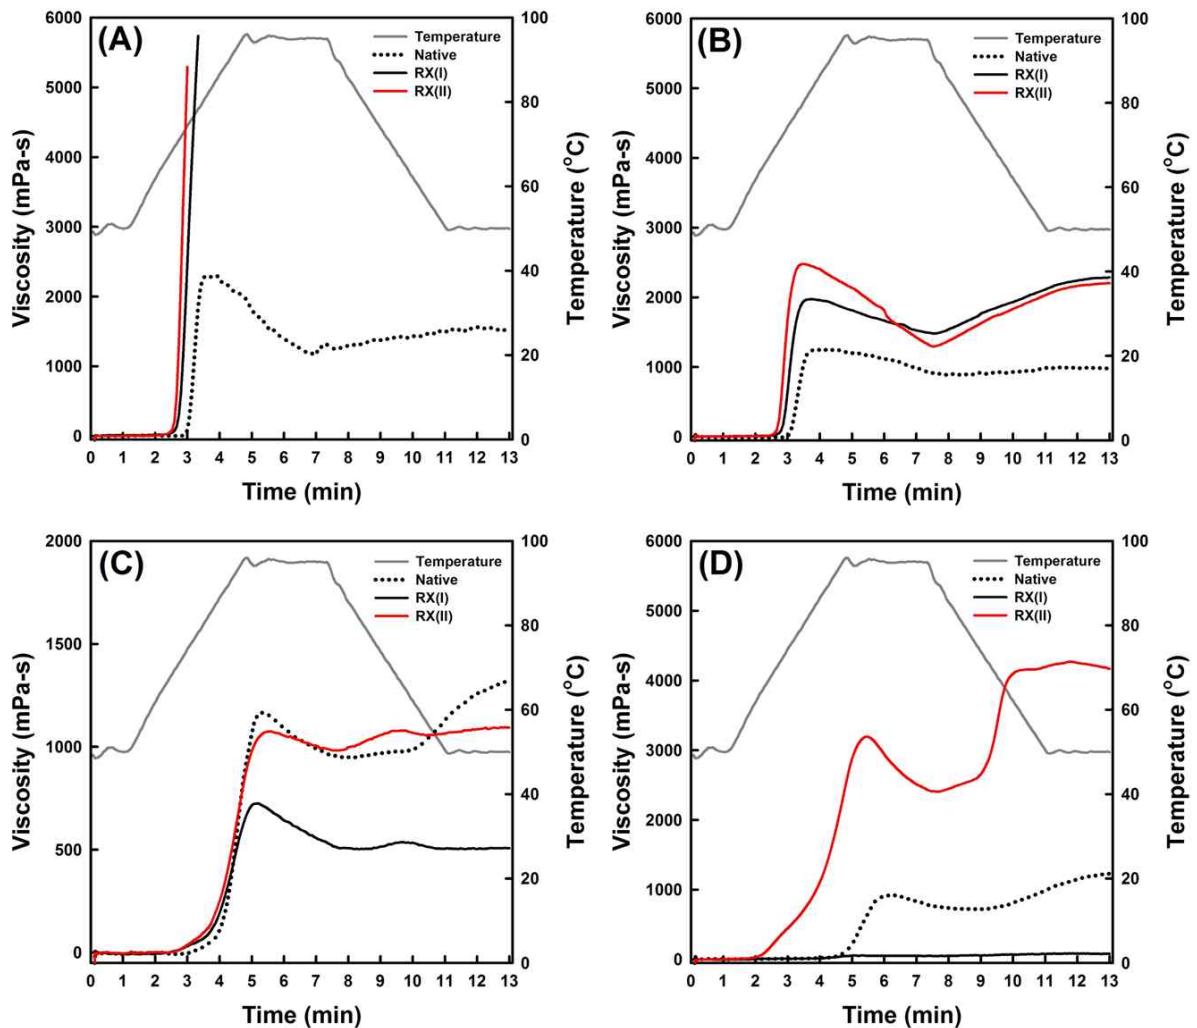 (A)
Temperature
Native
RX(I)
RX(II)
6000
5000
4000
3000
2000
1000
0
Viscosity (mPa-s)
100
80
60
40
20
0
Temperature (°C)
0 1 2 3 4 5 6 7 8 9 10 11 12 13
Time (min)
(B)
Temperature
Native
RX(I)
RX(II)
6000
5000
4000
3000
2000
1000
0
Viscosity (mPa-s)
100
80
60
40
20
0
Temperature (°C)
0 1 2 3 4 5 6 7 8 9 10 11 12 13
Time (min)
(C)
Temperature
Native
RX(I)
RX(II)
2000
1500
1000
500
0
Viscosity (mPa-s)
100
80
60
40
20
0
Temperature (°C)
0 1 2 3 4 5 6 7 8 9 10 11 12 13
Time (min)
(D)
Temperature
Native
RX(I)
RX(II)
6000
5000
4000
3000
2000
1000
0
Viscosity (mPa-s)
100
80
60
40
20
0
Temperature (°C)
0 1 2 3 4 5 6 7 8 9 10 11 12 13
Time (min)